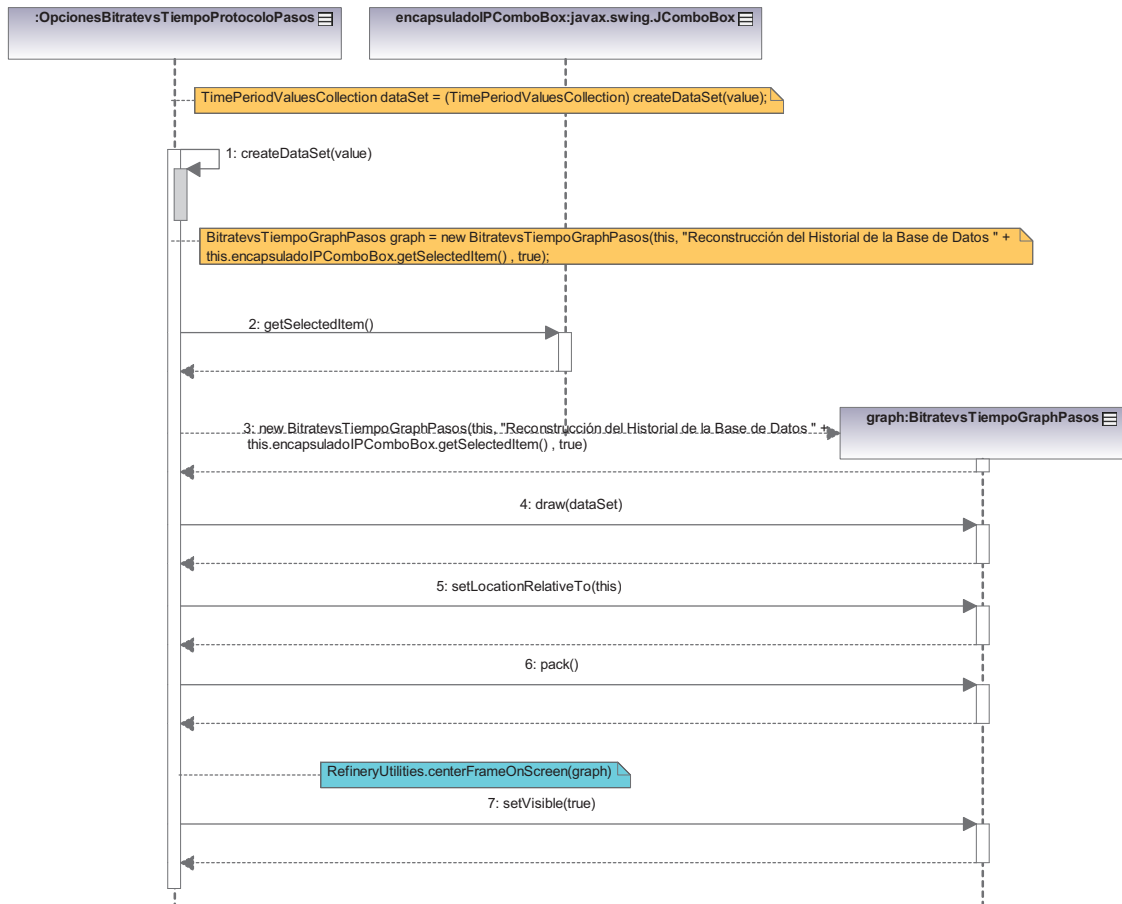 :OpcionesBitratevsTiempoProtocoloPasos
encapsuladoIPComboBox:javax.swing.JComboBox
TimePeriodValuesCollection dataSet = (TimePeriodValuesCollection) createDataSet(value);
1: createDataSet(value)
BitratevsTiempoGraphPasos graph = new BitratevsTiempoGraphPasos(this, "Reconstrucción del Historial de la Base de Datos " +
this.encapsuladoIPComboBox.getSelectedItem() , true);
2: getSelectedItem()
graph:BitratevsTiempoGraphPasos
3: new BitratevsTiempoGraphPasos(this, "Reconstrucción del Historial de la Base de Datos " +
this.encapsuladoIPComboBox.getSelectedItem() , true)
4: draw(dataSet)
5: setLocationRelativeTo(this)
6: pack()
RefineryUtilities.centerFrameOnScreen(graph)
7: setVisible(true)